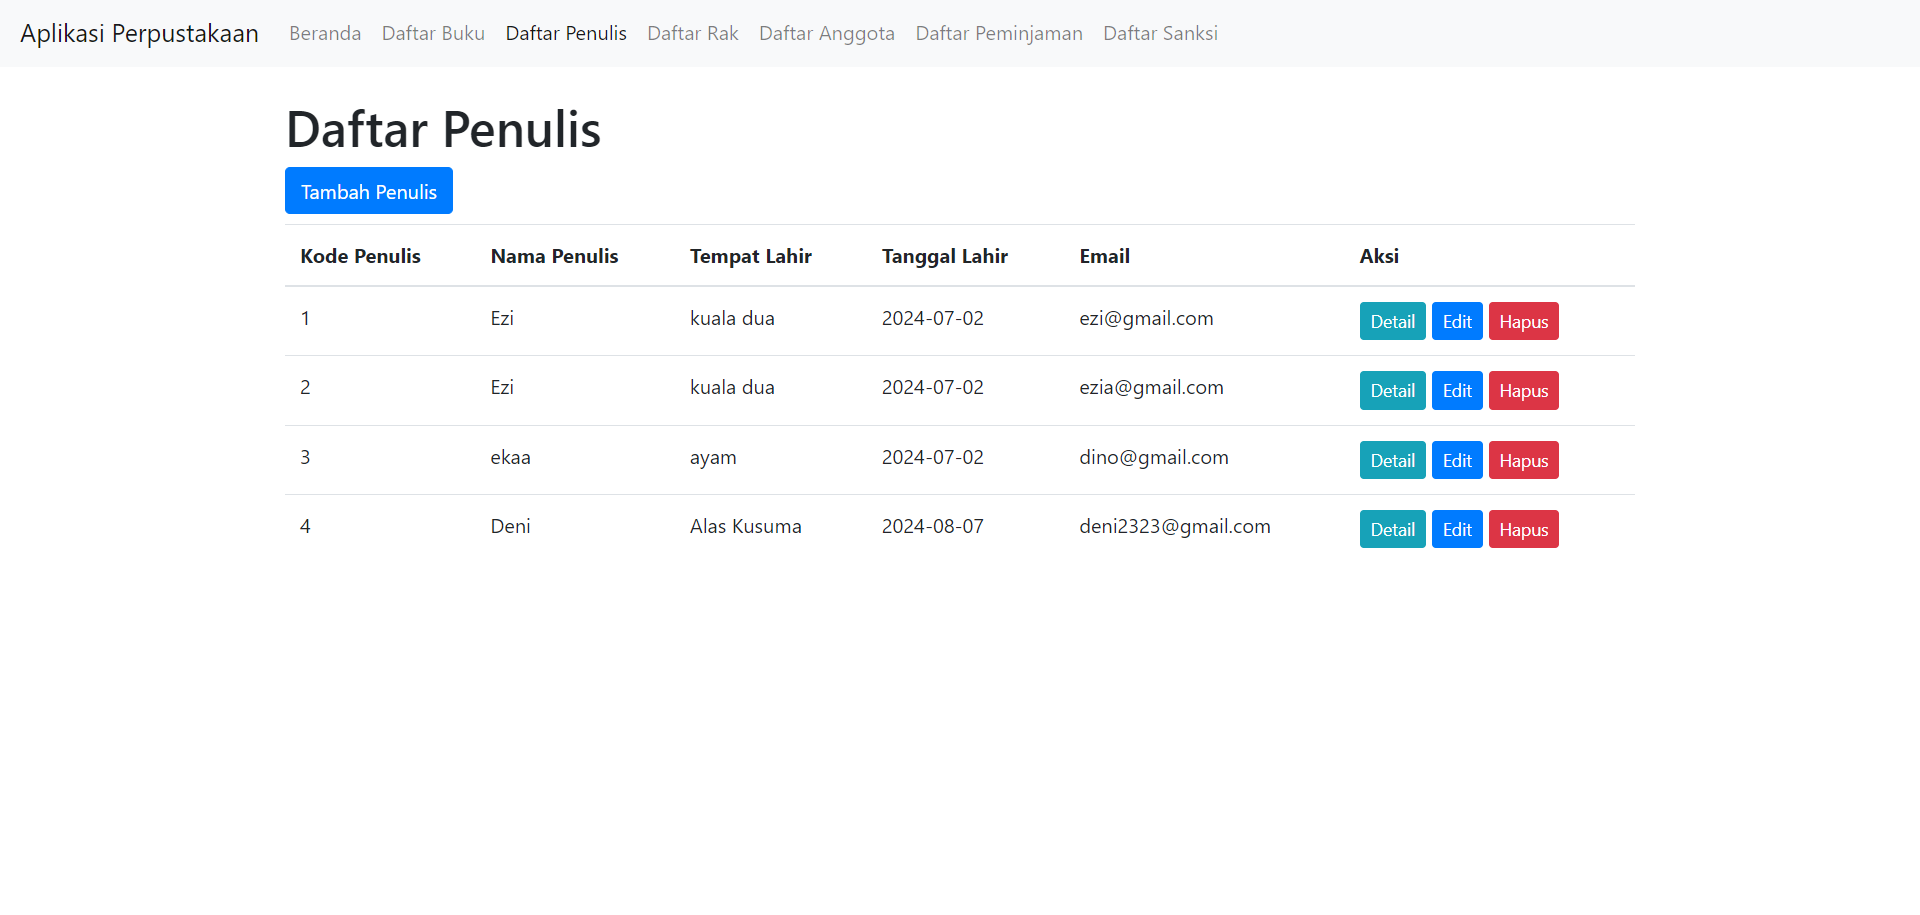 Aplikasi Perpustakaan Beranda Daftar Buku Daftar Penulis Daftar Rak Daftar Anggota Daftar Peminjaman Daftar Sanksi
Daftar Penulis
Tambah Penulis
Kode Penulis Nama Penulis Tempat Lahir Tanggal Lahir Email Aksi
1 Ezi kuala dua 2024-07-02 ezi@gmail.com Detail Edit Hapus
2 Ezi kuala dua 2024-07-02 ezia@gmail.com Detail Edit Hapus
3 ekaa ayam 2024-07-02 dino@gmail.com Detail Edit Hapus
4 Deni Alas Kusuma 2024-08-07 deni2323@gmail.com Detail Edit Hapus